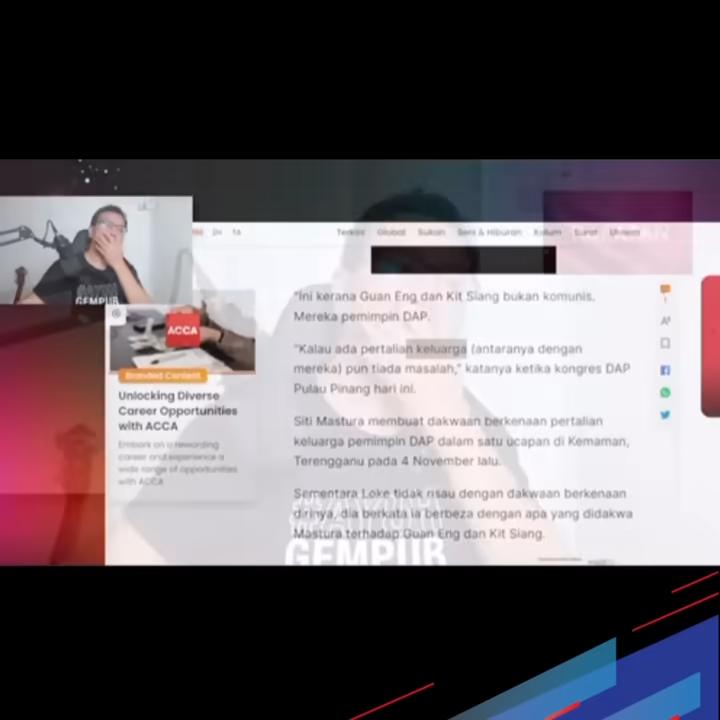 BM EN TA
Terkini Global Sukan Seni & Hiburan Kolum Surat Umum
ACCA
Branded Content
Unlocking Diverse
Career Opportunities
with ACCA
Embark on a rewarding
career and experience a
wide range of opportunities
with ACCA
"Ini kerana Guan Eng dan Kit Siang bukan komunis.
Mereka pemimpin DAP.
"Kalau ada pertalian keluarga (antaranya dengan
mereka) pun tiada masalah," katanya ketika kongres DAP
Pulau Pinang hari ini.
Siti Mastura membuat dakwaan berkenaan pertalian
keluarga pemimpin DAP dalam satu ucapan di Kemaman,
Terengganu pada 4 November lalu.
Sementara Loke tidak risau dengan dakwaan berkenaan
dirinya, dia berkata ia berbeza dengan apa yang didakwa
Mastura terhadap Guan Eng dan Kit Siang.
GEMPUR
GEMPUR